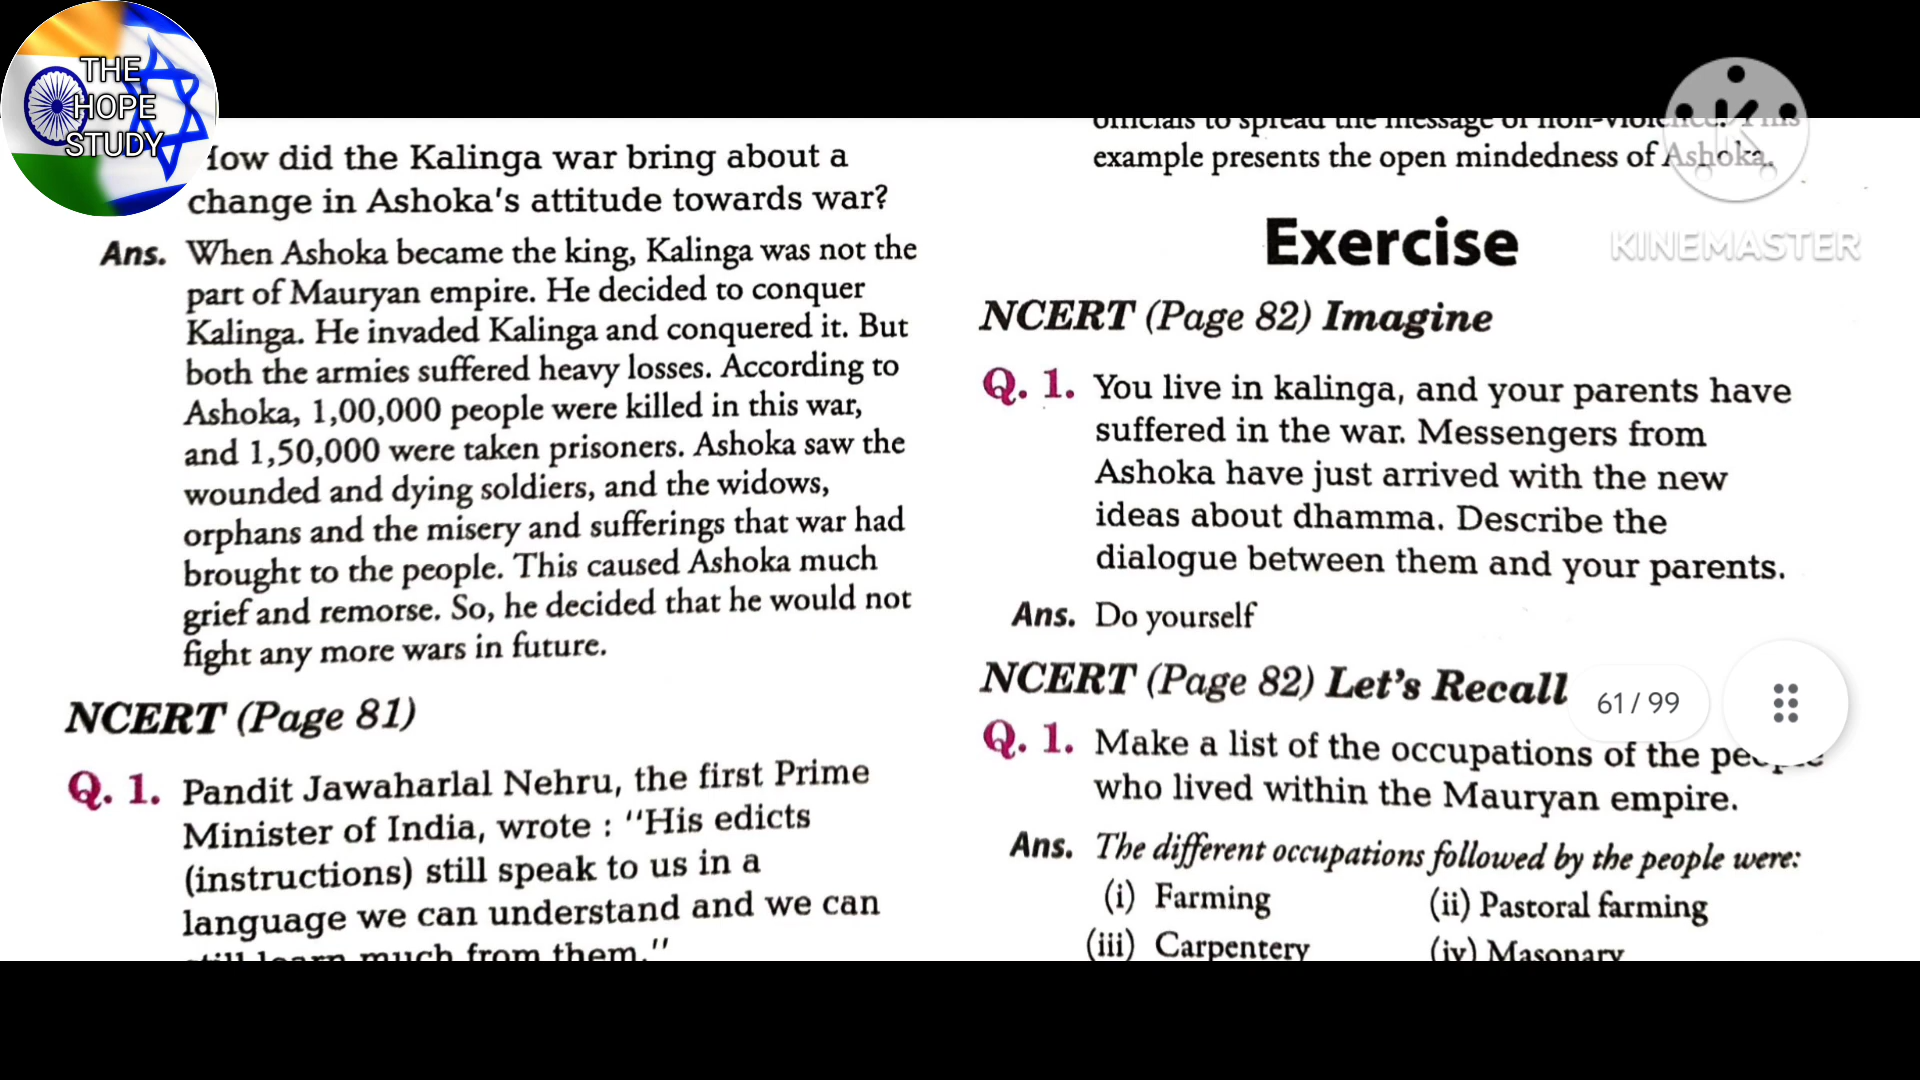 THE
HOPE
STUDY
How did the Kalinga war bring about a
change in Ashoka's attitude towards war?
Ans. When Ashoka became the king, Kalinga was not the
part of Mauryan empire. He decided to conquer
Kalinga. He invaded Kalinga and conquered it. But
both the armies suffered heavy losses. According to
Ashoka, 1,00,000 people were killed in this war,
and 1,50,000 were taken prisoners. Ashoka saw the
wounded and dying soldiers, and the widows,
orphans and the misery and sufferings that war had
brought to the people. This caused Ashoka much
grief and remorse. So, he decided that he would not
fight any more wars in future.
NCERT (Page 81)
Q. 1. Pandit Jawaharlal Nehru, the first Prime
Minister of India, wrote : "His edicts
(instructions) still speak to us in a
language we can understand and we can
still learn much from them."
officials to spread the message of non-violence. This
example presents the open mindedness of Ashoka.
KINEMASTER
Exercise
NCERT (Page 82) Imagine
Q. 1. You live in kalinga, and your parents have
suffered in the war. Messengers from
Ashoka have just arrived with the new
ideas about dhamma. Describe the
dialogue between them and your parents.
Ans. Do yourself
NCERT (Page 82) Let's Recall
61 / 99
Q. 1. Make a list of the occupations of the people
who lived within the Mauryan empire.
Ans. The different occupations followed by the people were:
(i) Farming (ii) Pastoral farming
(iii) Carpentery (iv) Masonary